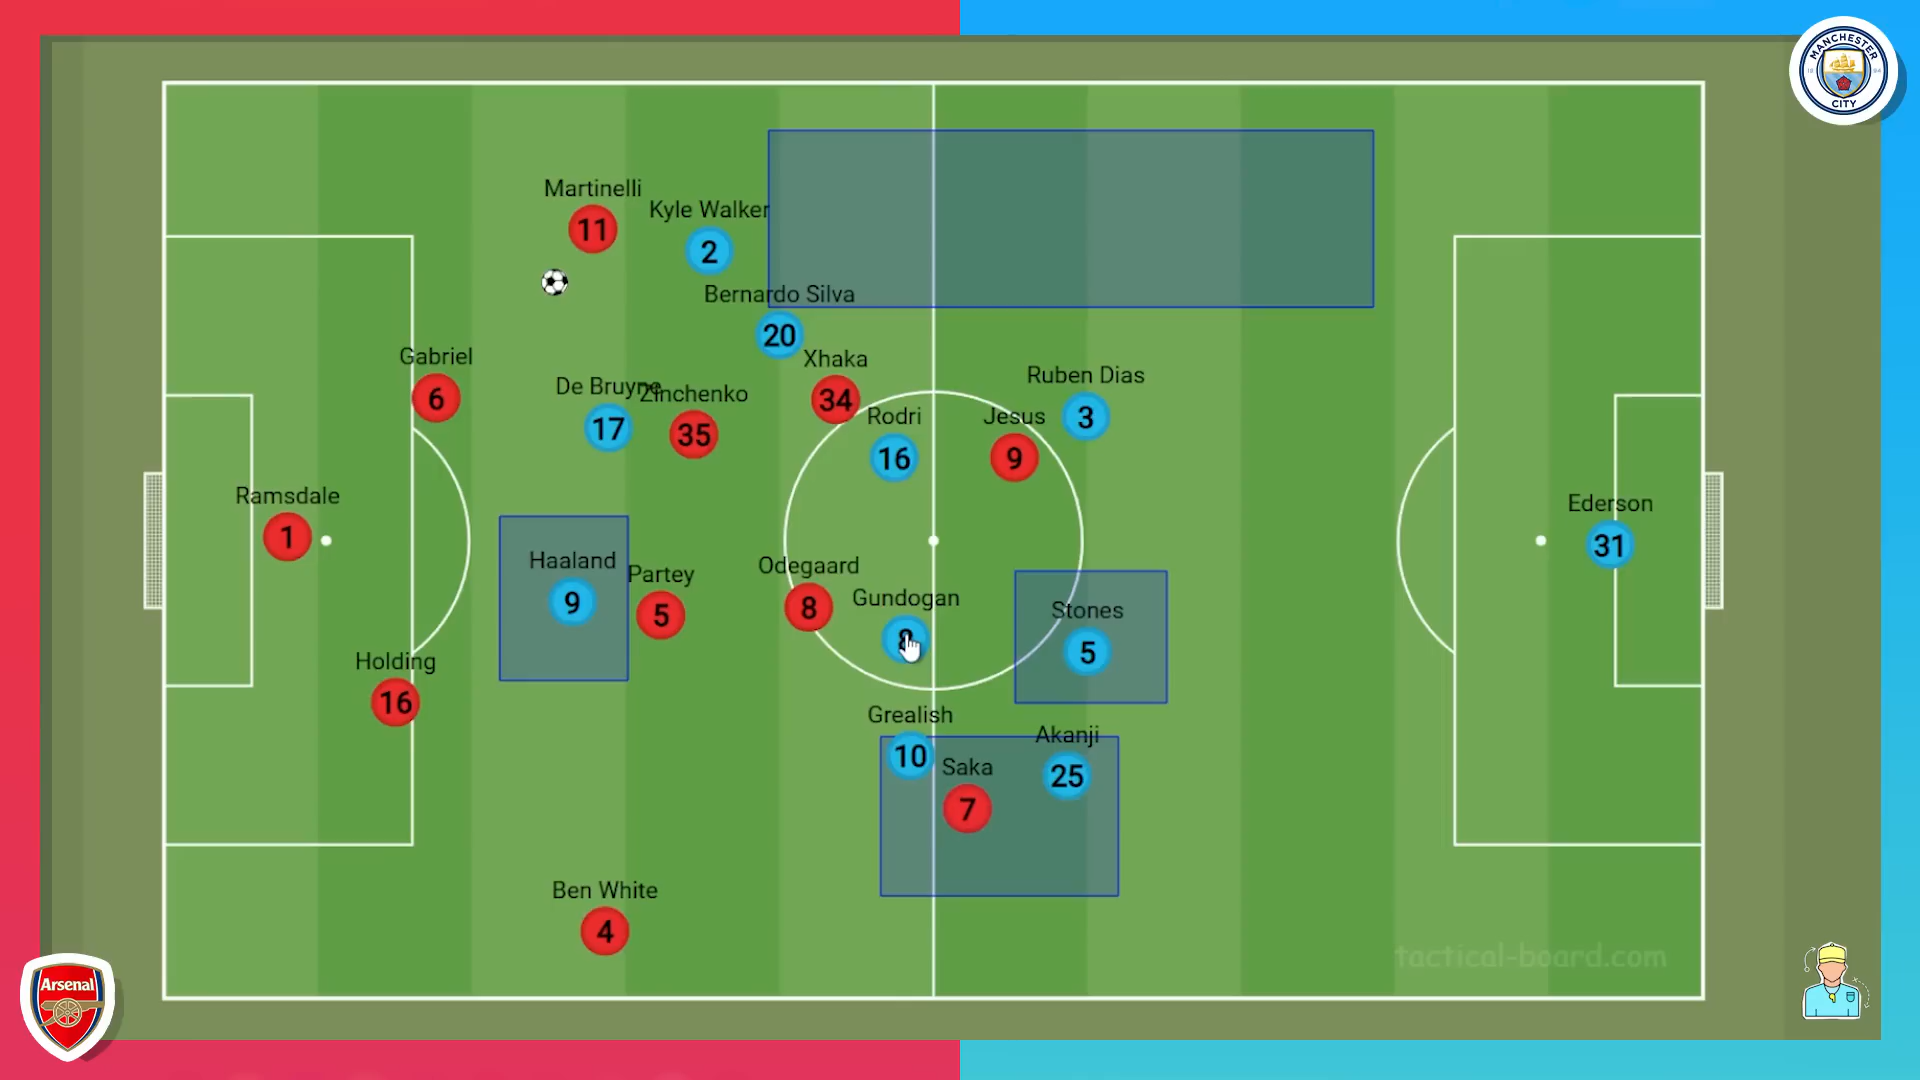 MANCHESTER
18 94
CITY
Martinelli
11
Kyle Walker
2
Bernardo Silva
20
Gabriel
6
Xhaka
34
De Bruyne
17
Zinchenko
35
Rodri
16
Jesus
9
Ruben Dias
3
Ramsdale
1
Ederson
31
Haaland
9
Partey
5
Odegaard
8
Gundogan
Stones
5
Holding
16
Grealish
10
Saka
7
Akanji
25
Ben White
4
tactical-board.com
Arsenal